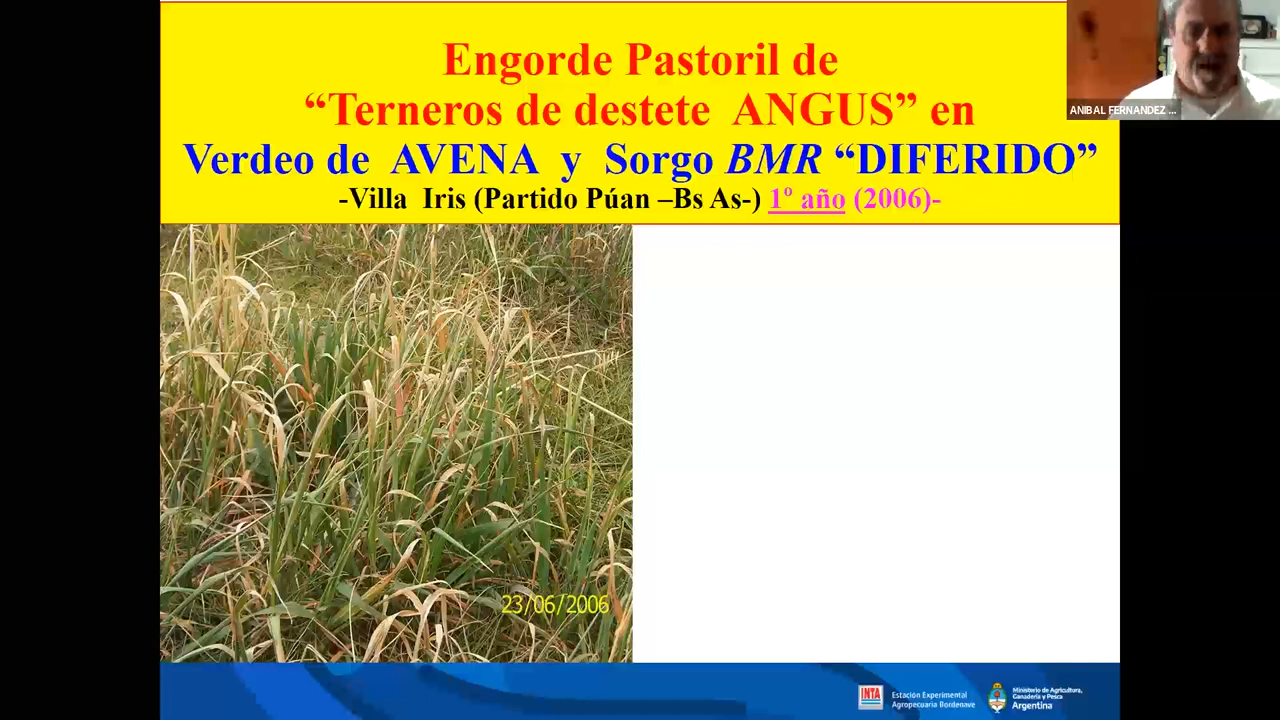 Engorde Pastoril de
“Terneros de destete ANGUS” en
Verdeo de AVENA y Sorgo BMR “DIFERIDO”
-Villa Iris (Partido Púan –Bs As-) 1º año (2006)-
ANIBAL FERNANDEZ ...
23/06/2006
INTA
Estación Experimental
Agropecuaria Bordenave
Ministerio de Agricultura,
Ganadería y Pesca
Argentina